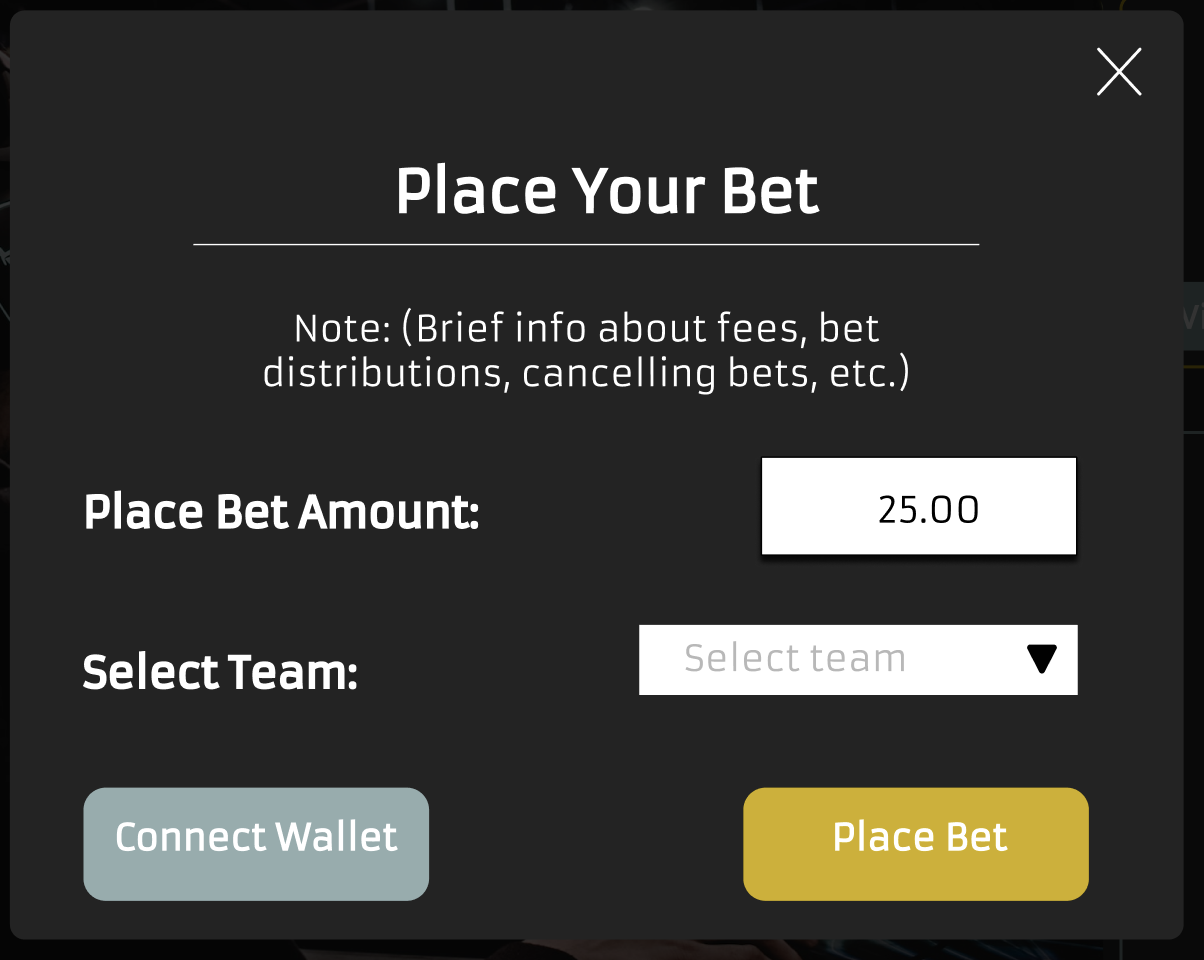 Place Your Bet
Note: (Brief info about fees, bet
distributions, cancelling bets, etc.)
Place Bet Amount:
25.00
Select Team:
Select team
Connect Wallet
Place Bet